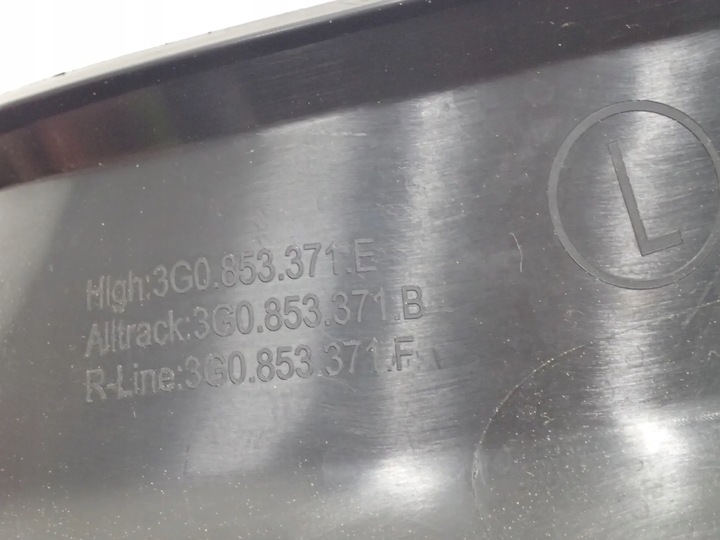 High:3G0.853.371.E
Alltrack:3G0.853.371.B
R-Line:3G0.853.371.F
L